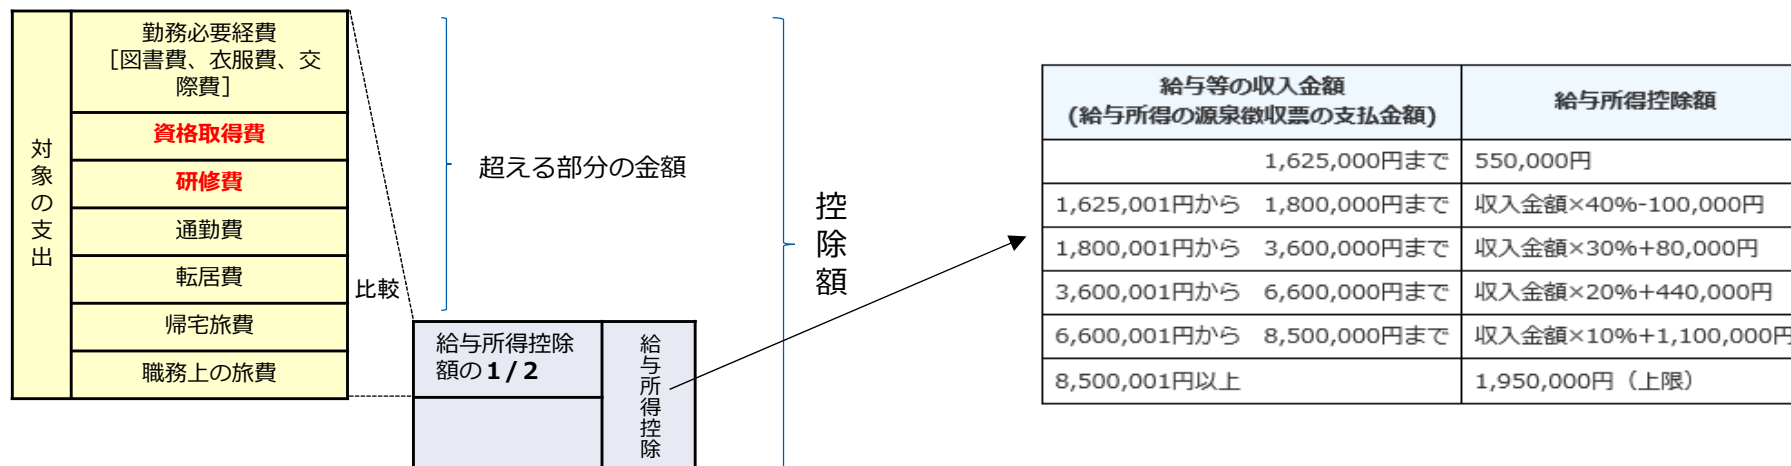 対象の支出
勤務必要経費
［図書費、衣服費、交
際費］
資格取得費
研修費
通勤費
転居費
帰宅旅費
職務上の旅費
比較
超える部分の金額
給与所得控除
額の1/2
給与所得控除
控除額
給与等の収入金額
(給与所得の源泉徴収票の支払金額)
給与所得控除額
1,625,000円まで
550,000円
1,625,001円から 1,800,000円まで
収入金額×40%-100,000円
1,800,001円から 3,600,000円まで
収入金額×30%+80,000円
3,600,001円から 6,600,000円まで
収入金額×20%+440,000円
6,600,001円から 8,500,000円まで
収入金額×10%+1,100,000円
8,500,001円以上
1,950,000円（上限）